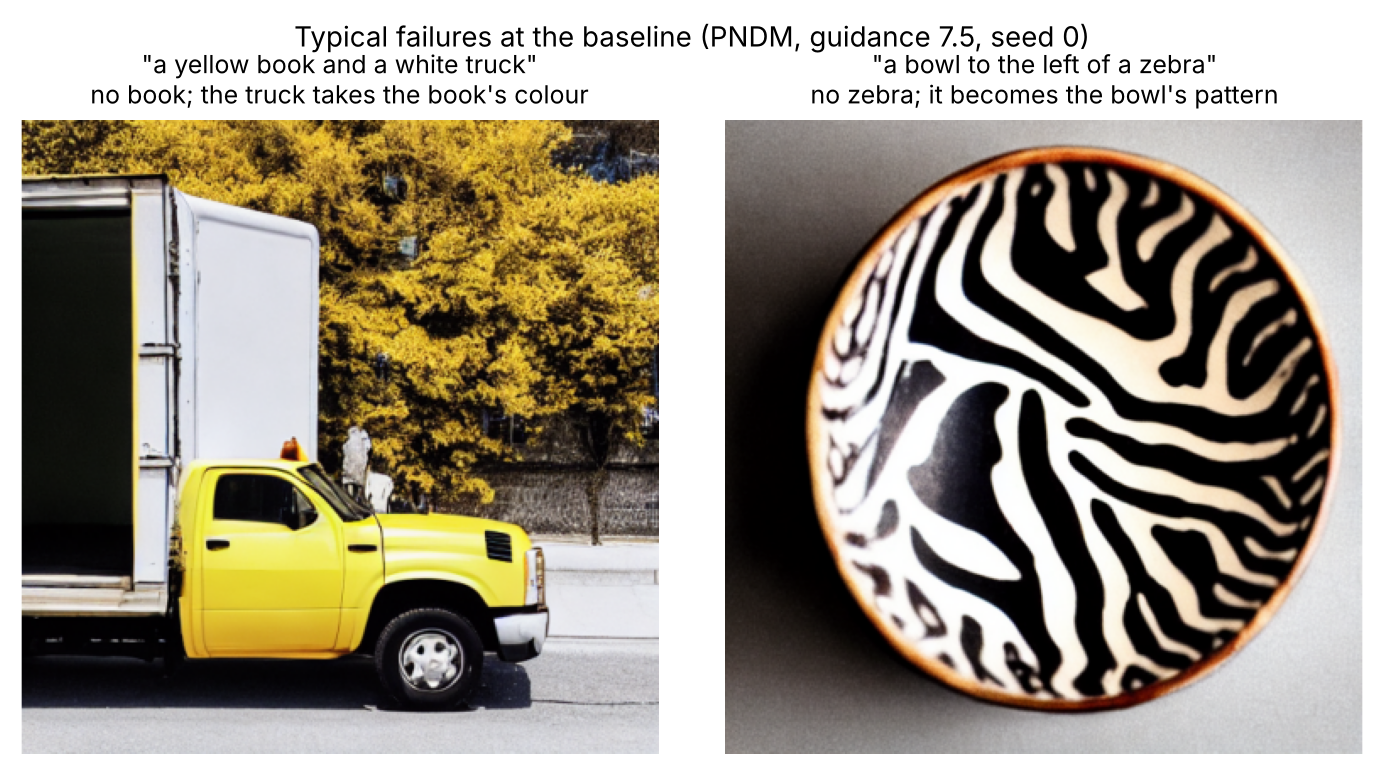 Typical failures at the baseline (PNDM, guidance 7.5, seed 0)
"a yellow book and a white truck"
no book; the truck takes the book's colour
"a bowl to the left of a zebra"
no zebra; it becomes the bowl's pattern